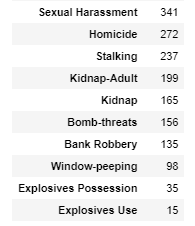 Sexual Harassment 341
Homicide 272
Stalking 237
Kidnap-Adult 199
Kidnap 165
Bomb-threats 156
Bank Robbery 135
Window-peeping 98
Explosives Possession 35
Explosives Use 15